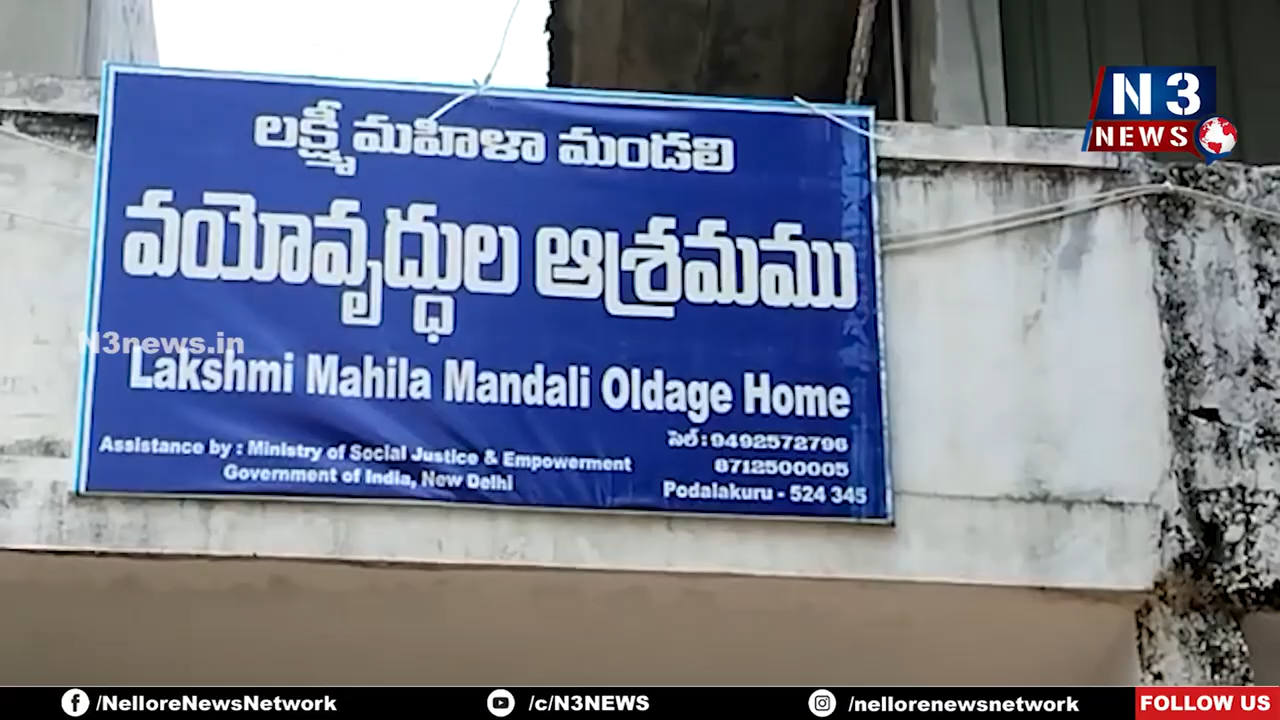 లక్ష్మీ మహిళా మండలి
వయోవృద్ధుల ఆశ్రమము
Lakshmi Mahila Mandali Oldage Home
Assistance by : Ministry of Social Justice & Empowerment
Government of India, New Delhi
సెల్ : 9492572796
8712500005
Podalakuru - 524 345
N3news.in
N3
NEWS
/NelloreNewsNetwork
/c/N3NEWS
/nellorenewsnetwork
FOLLOW US